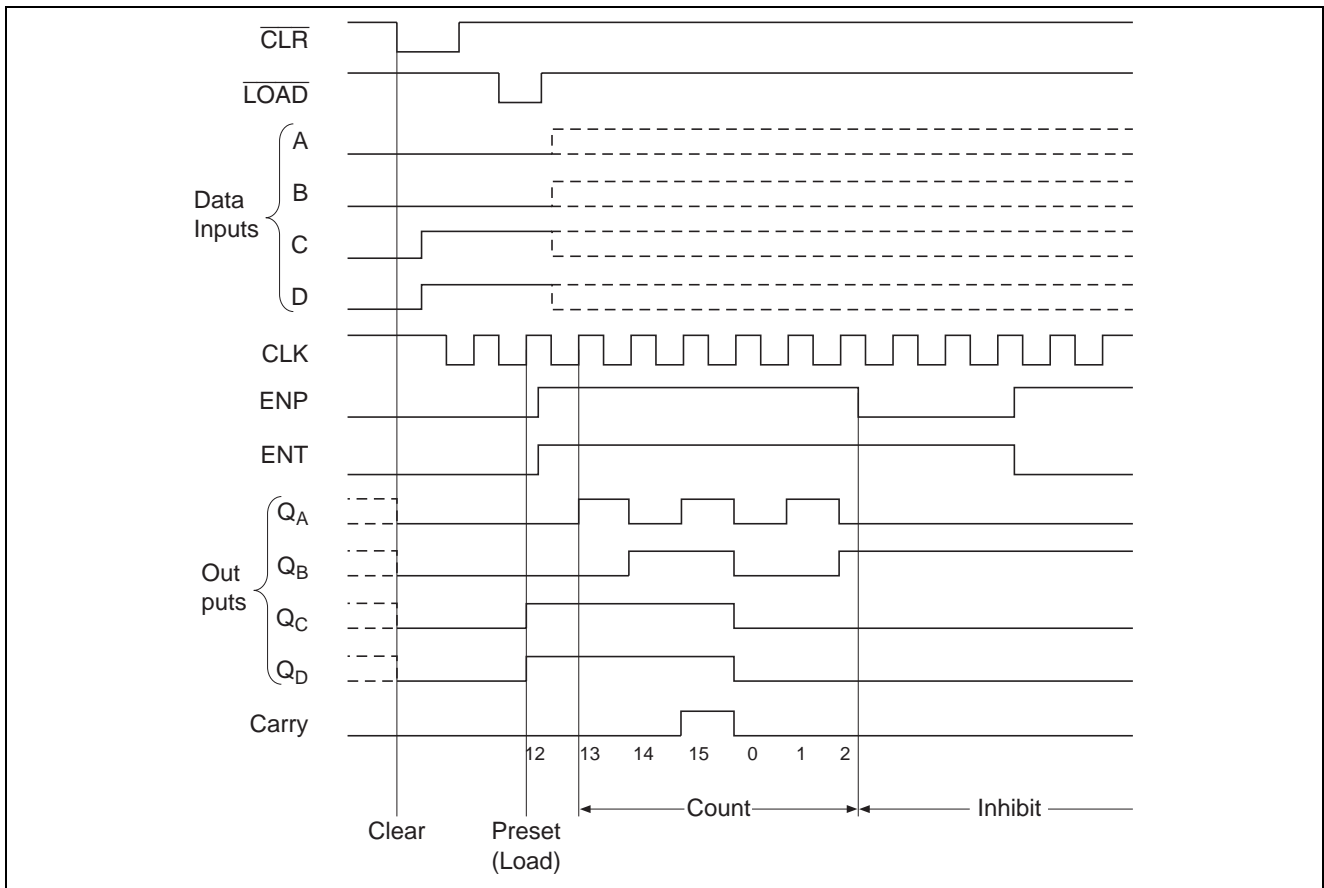 CLR
LOAD
A
B
Data
Inputs
C
D
CLK
ENP
ENT
QA
QB
Out
puts
QC
QD
Carry
12 13 14 15 0 1 2
Count
Inhibit
Clear
Preset
(Load)